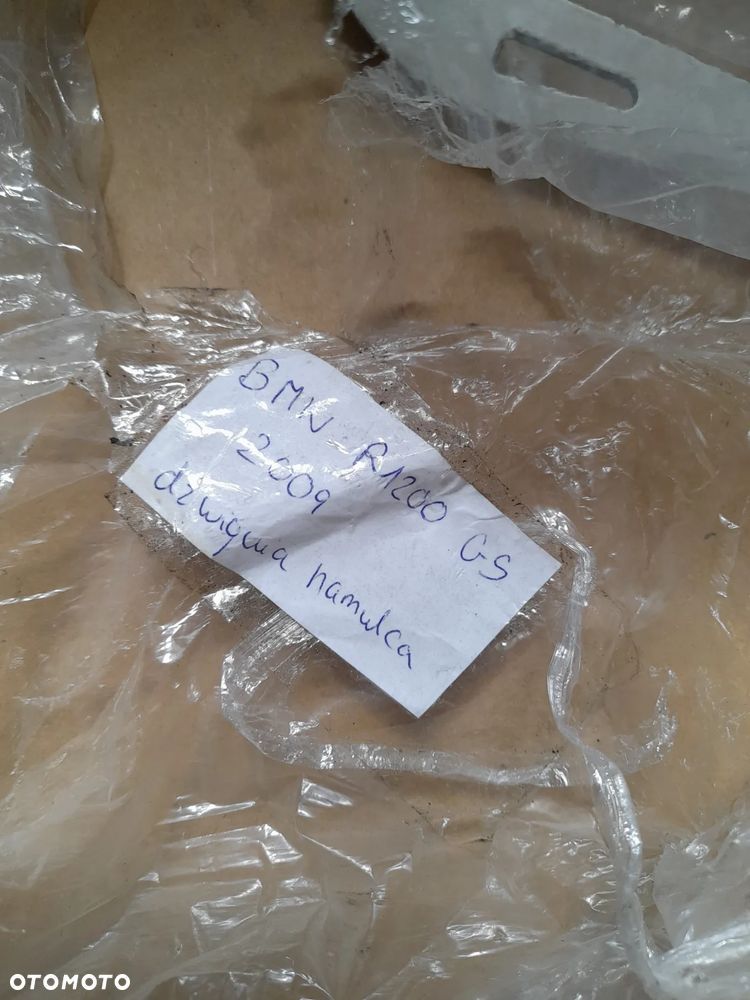 BMW R1200 GS
2009
dźwignia hamulca
OTOMOTO